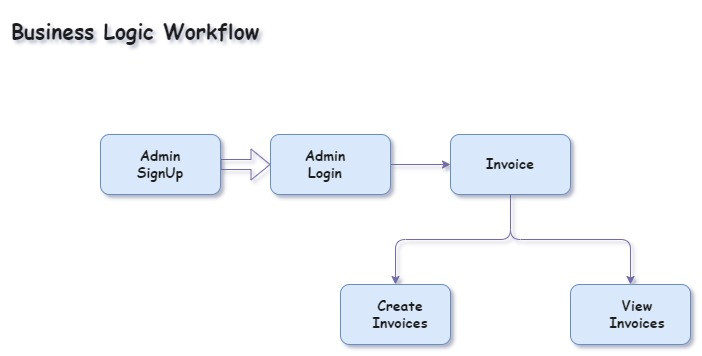 Business Logic Workflow
Admin
SignUp
Admin
Login
Invoice
Create
Invoices
View
Invoices